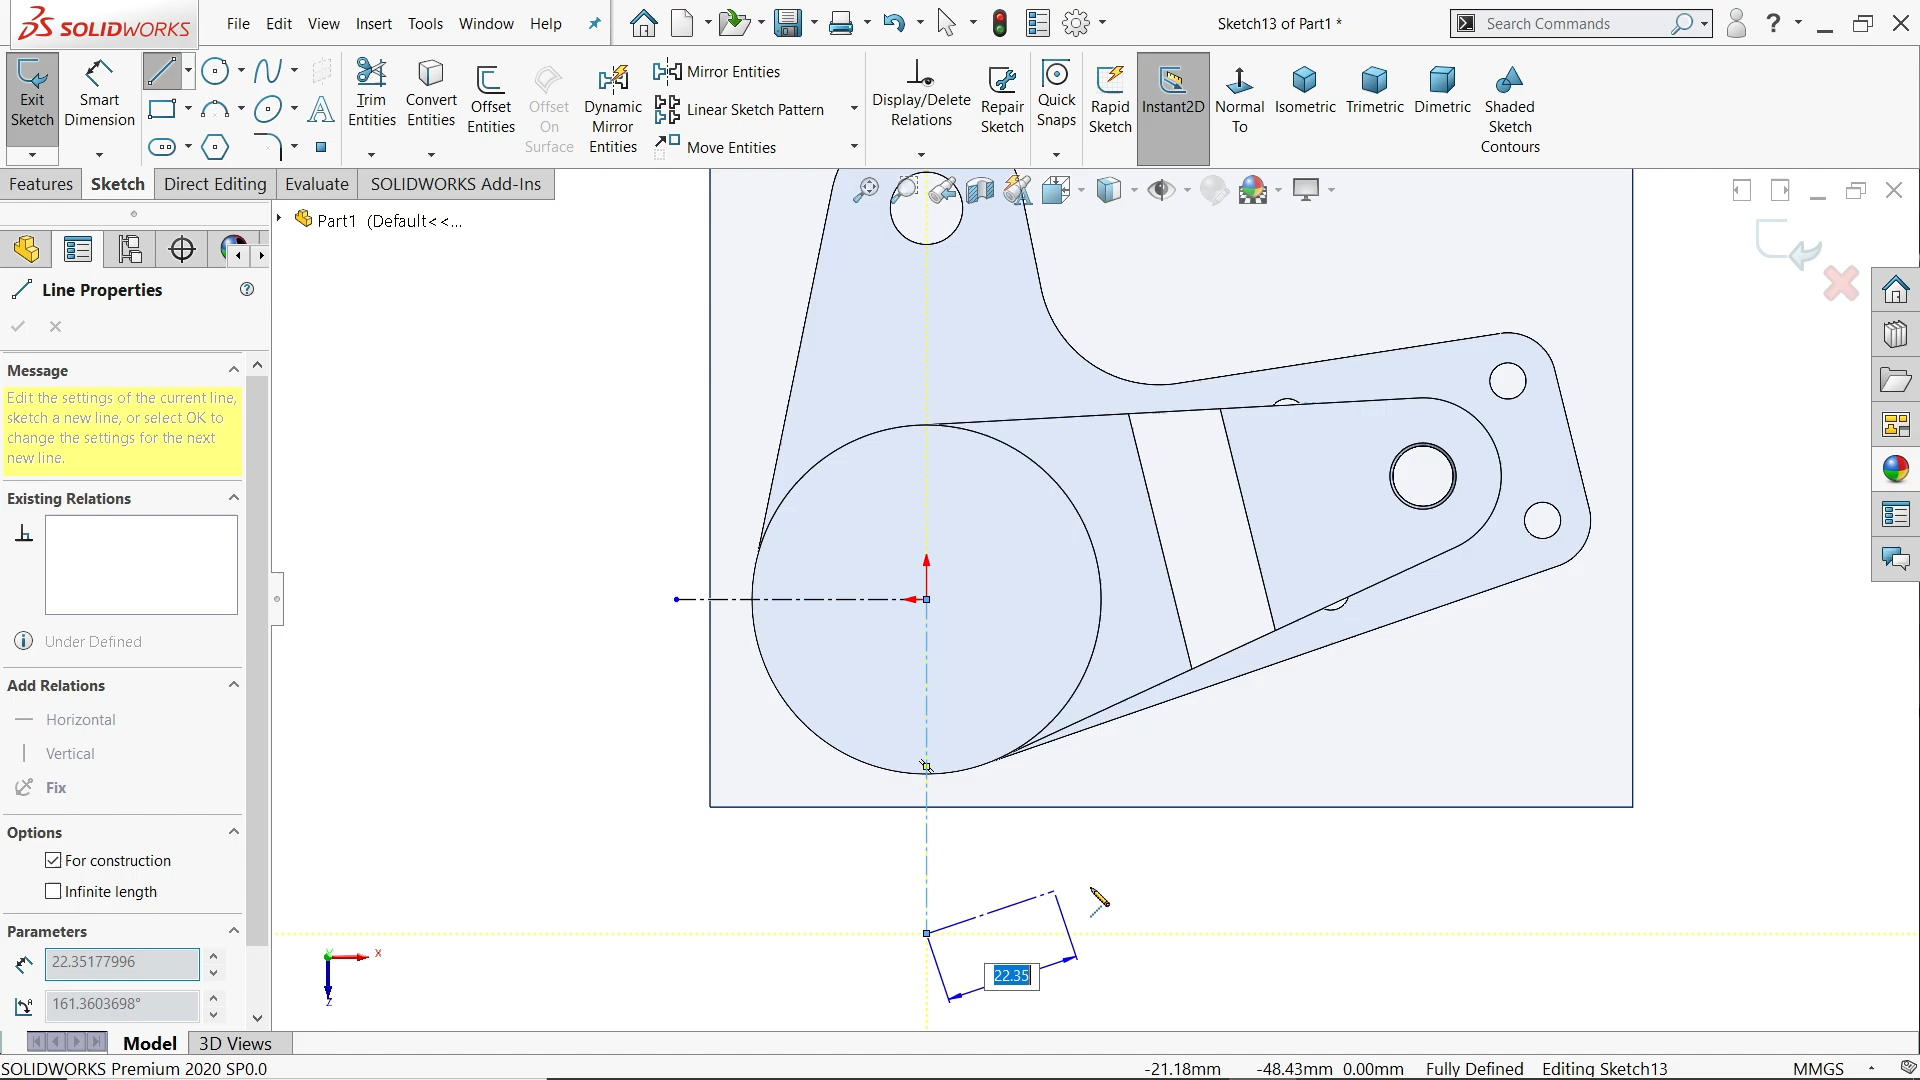 SOLIDWORKS
File Edit View Insert Tools Window Help
Sketch13 of Part1 *
Search Commands
?
Exit Sketch
Smart Dimension
Trim Entities
Convert Entities
Offset Entities
Offset On Surface
Dynamic Mirror Entities
Mirror Entities
Linear Sketch Pattern
Move Entities
Display/Delete Relations
Repair Sketch
Quick Snaps
Rapid Sketch
Instant2D
Normal To
Isometric
Trimetric
Dimetric
Shaded Sketch Contours
Features Sketch Direct Editing Evaluate SOLIDWORKS Add-Ins
Part1 (Default<<...
Line Properties
Message
Edit the settings of the current line,
sketch a new line, or select OK to
change the settings for the next
new line.
Existing Relations
Under Defined
Add Relations
Horizontal
Vertical
Fix
Options
For construction
Infinite length
Parameters
22.35177996
161.3603698°
22.35
X
Y
Z
Model 3D Views
SOLIDWORKS Premium 2020 SP0.0
-21.18mm -48.43mm 0.00mm Fully Defined Editing Sketch13 MMGS